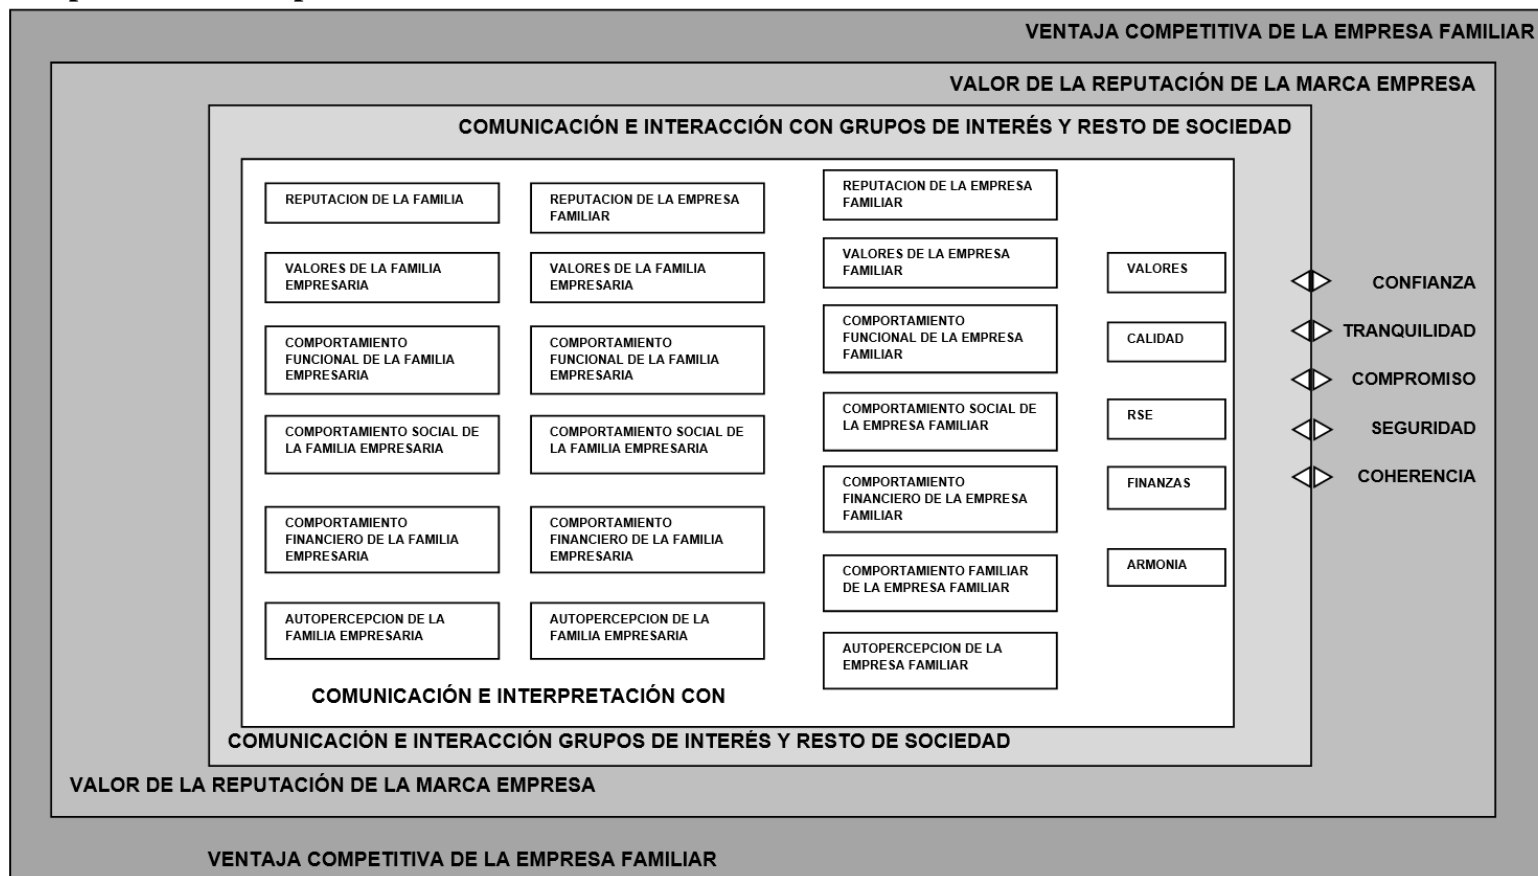 VENTAJA COMPETITIVA DE LA EMPRESA FAMILIAR
VALOR DE LA REPUTACIÓN DE LA MARCA EMPRESA
COMUNICACIÓN E INTERACCIÓN CON GRUPOS DE INTERÉS Y RESTO DE SOCIEDAD
REPUTACION DE LA FAMILIA
VALORES DE LA FAMILIA
EMPRESARIA
COMPORTAMIENTO
FUNCIONAL DE LA FAMILIA
EMPRESARIA
COMPORTAMIENTO SOCIAL DE
LA FAMILIA EMPRESARIA
COMPORTAMIENTO
FINANCIERO DE LA FAMILIA
EMPRESARIA
AUTOPERCEPCION DE LA
FAMILIA EMPRESARIA
REPUTACION DE LA EMPRESA
FAMILIAR
VALORES DE LA FAMILIA
EMPRESARIA
COMPORTAMIENTO
FUNCIONAL DE LA FAMILIA
EMPRESARIA
COMPORTAMIENTO SOCIAL DE
LA FAMILIA EMPRESARIA
COMPORTAMIENTO
FINANCIERO DE LA FAMILIA
EMPRESARIA
AUTOPERCEPCION DE LA
FAMILIA EMPRESARIA
REPUTACION DE LA EMPRESA
FAMILIAR
VALORES DE LA EMPRESA
FAMILIAR
COMPORTAMIENTO
FUNCIONAL DE LA EMPRESA
FAMILIAR
COMPORTAMIENTO SOCIAL DE
LA EMPRESA FAMILIAR
COMPORTAMIENTO
FINANCIERO DE LA EMPRESA
FAMILIAR
COMPORTAMIENTO FAMILIAR
DE LA EMPRESA FAMILIAR
AUTOPERCEPCION DE LA
EMPRESA FAMILIAR
VALORES
CALIDAD
RSE
FINANZAS
ARMONIA
CONFIANZA
TRANQUILIDAD
COMPROMISO
SEGURIDAD
COHERENCIA
COMUNICACIÓN E INTERPRETACIÓN CON
COMUNICACIÓN E INTERACCIÓN GRUPOS DE INTERÉS Y RESTO DE SOCIEDAD
VALOR DE LA REPUTACIÓN DE LA MARCA EMPRESA
VENTAJA COMPETITIVA DE LA EMPRESA FAMILIAR